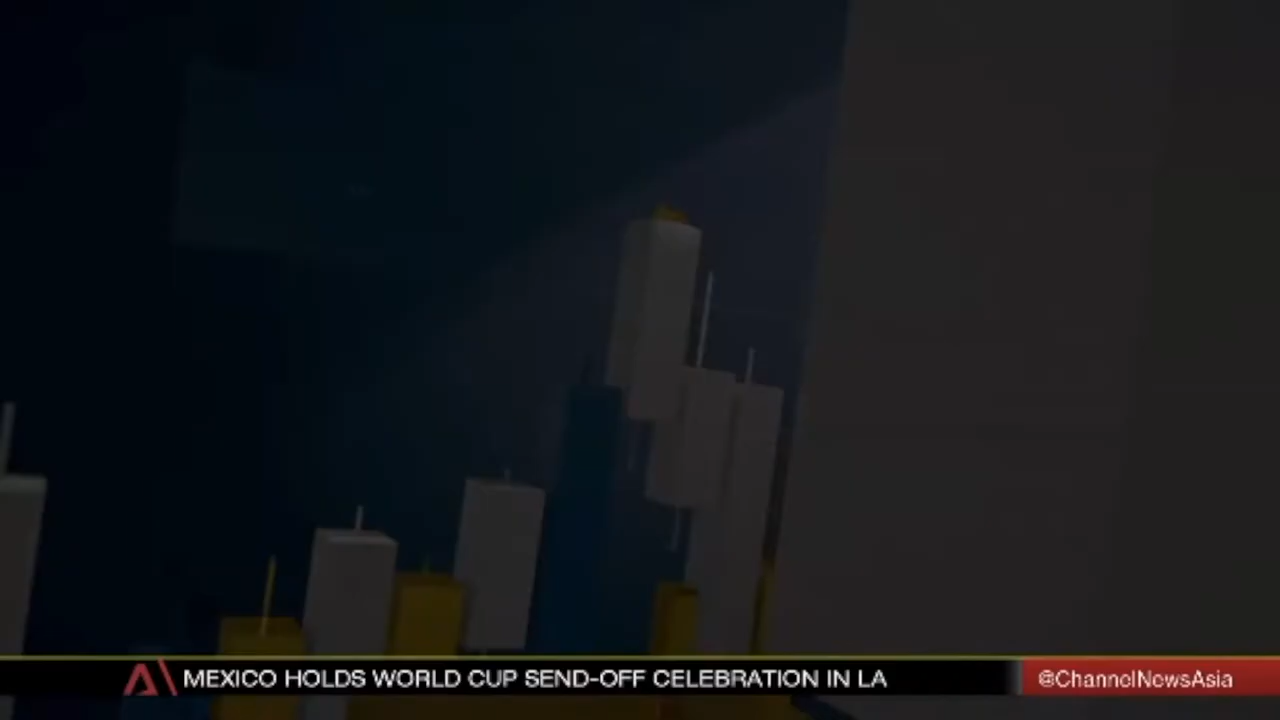 MEXICO HOLDS WORLD CUP SEND-OFF CELEBRATION IN LA
@ChannelNewsAsia